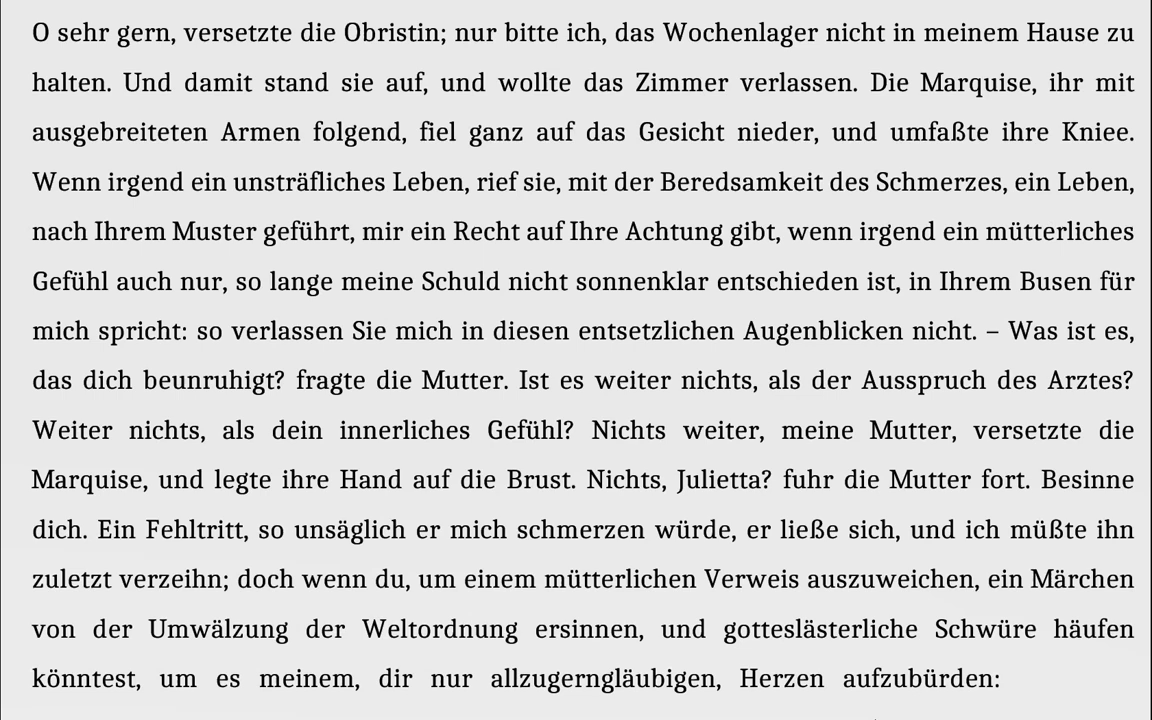 O sehr gern, versetzte die Obristin; nur bitte ich, das Wochenlager nicht in meinem Hause zu
halten. Und damit stand sie auf, und wollte das Zimmer verlassen. Die Marquise, ihr mit
ausgebreiteten Armen folgend, fiel ganz auf das Gesicht nieder, und umfaßte ihre Kniee.
Wenn irgend ein unsträfliches Leben, rief sie, mit der Beredsamkeit des Schmerzes, ein Leben,
nach Ihrem Muster geführt, mir ein Recht auf Ihre Achtung gibt, wenn irgend ein mütterliches
Gefühl auch nur, so lange meine Schuld nicht sonnenklar entschieden ist, in Ihrem Busen für
mich spricht: so verlassen Sie mich in diesen entsetzlichen Augenblicken nicht. – Was ist es,
das dich beunruhigt? fragte die Mutter. Ist es weiter nichts, als der Ausspruch des Arztes?
Weiter nichts, als dein innerliches Gefühl? Nichts weiter, meine Mutter, versetzte die
Marquise, und legte ihre Hand auf die Brust. Nichts, Julietta? fuhr die Mutter fort. Besinne
dich. Ein Fehltritt, so unsäglich er mich schmerzen würde, er ließe sich, und ich müßte ihn
zuletzt verzeihn; doch wenn du, um einem mütterlichen Verweis auszuweichen, ein Märchen
von der Umwälzung der Weltordnung ersinnen, und gotteslästerliche Schwüre häufen
könntest, um es meinem, dir nur allzugerngläubigen, Herzen aufzubürden: